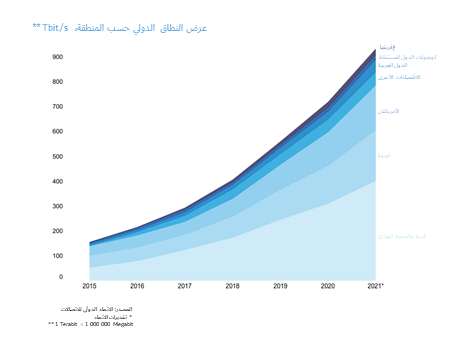 عرض النطاق الدولي حسب المنطقة، Tbit/s **
900
800
700
600
500
400
300
200
100
0
2015 2016 2017 2018 2019 2020 2021*
إفريقيا
كومنولث الدول المستقلة
الدول العربية
الاقتصادات الأخرى
الأمريكتان
أوروبا
آسيا والمحيط الهادئ
المصدر: الاتحاد الدولي للاتصالات
* تقديرات الاتحاد
** 1 Terabit = 1 000 000 Megabit